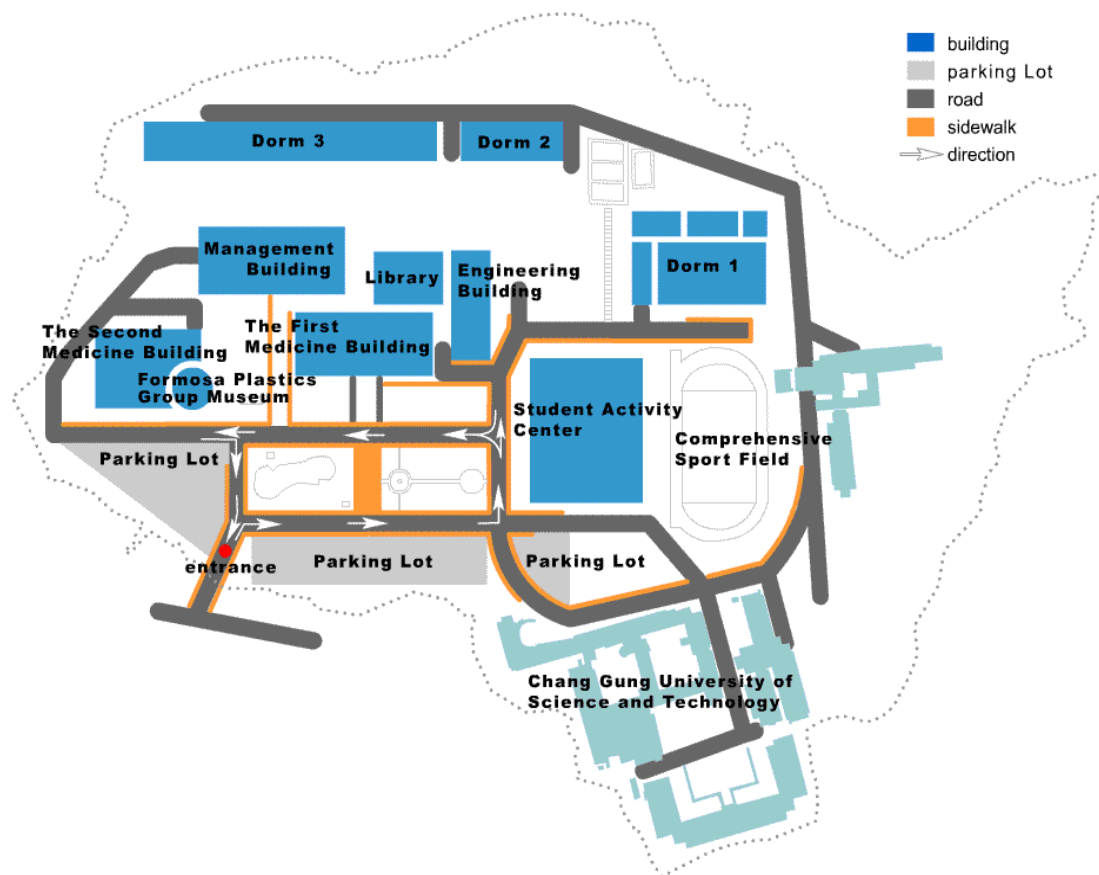 building
parking Lot
road
sidewalk
direction
Dorm 3
Dorm 2
Management
Building
Library
Engineering
Building
Dorm 1
The Second
Medicine Building
The First
Medicine Building
Formosa Plastics
Group Museum
Student Activity
Center
Comprehensive
Sport Field
Parking Lot
entrance
Parking Lot
Parking Lot
Chang Gung University of
Science and Technology